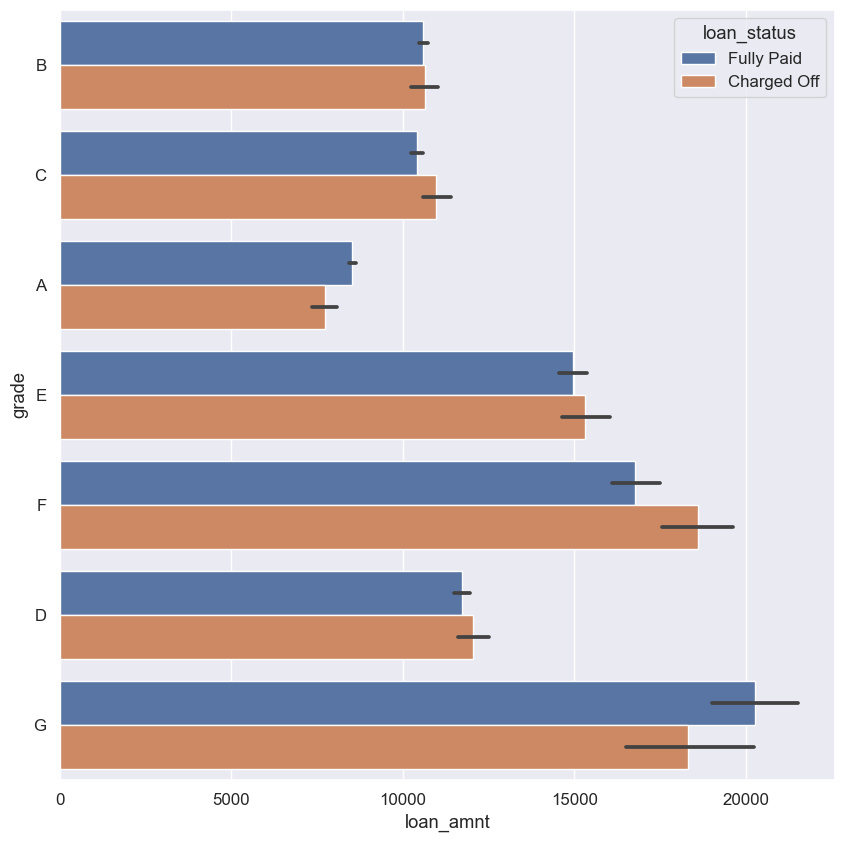 loan_status
Fully Paid
Charged Off
B
C
A
E
F
D
G
grade
0 5000 10000 15000 20000
loan_amnt